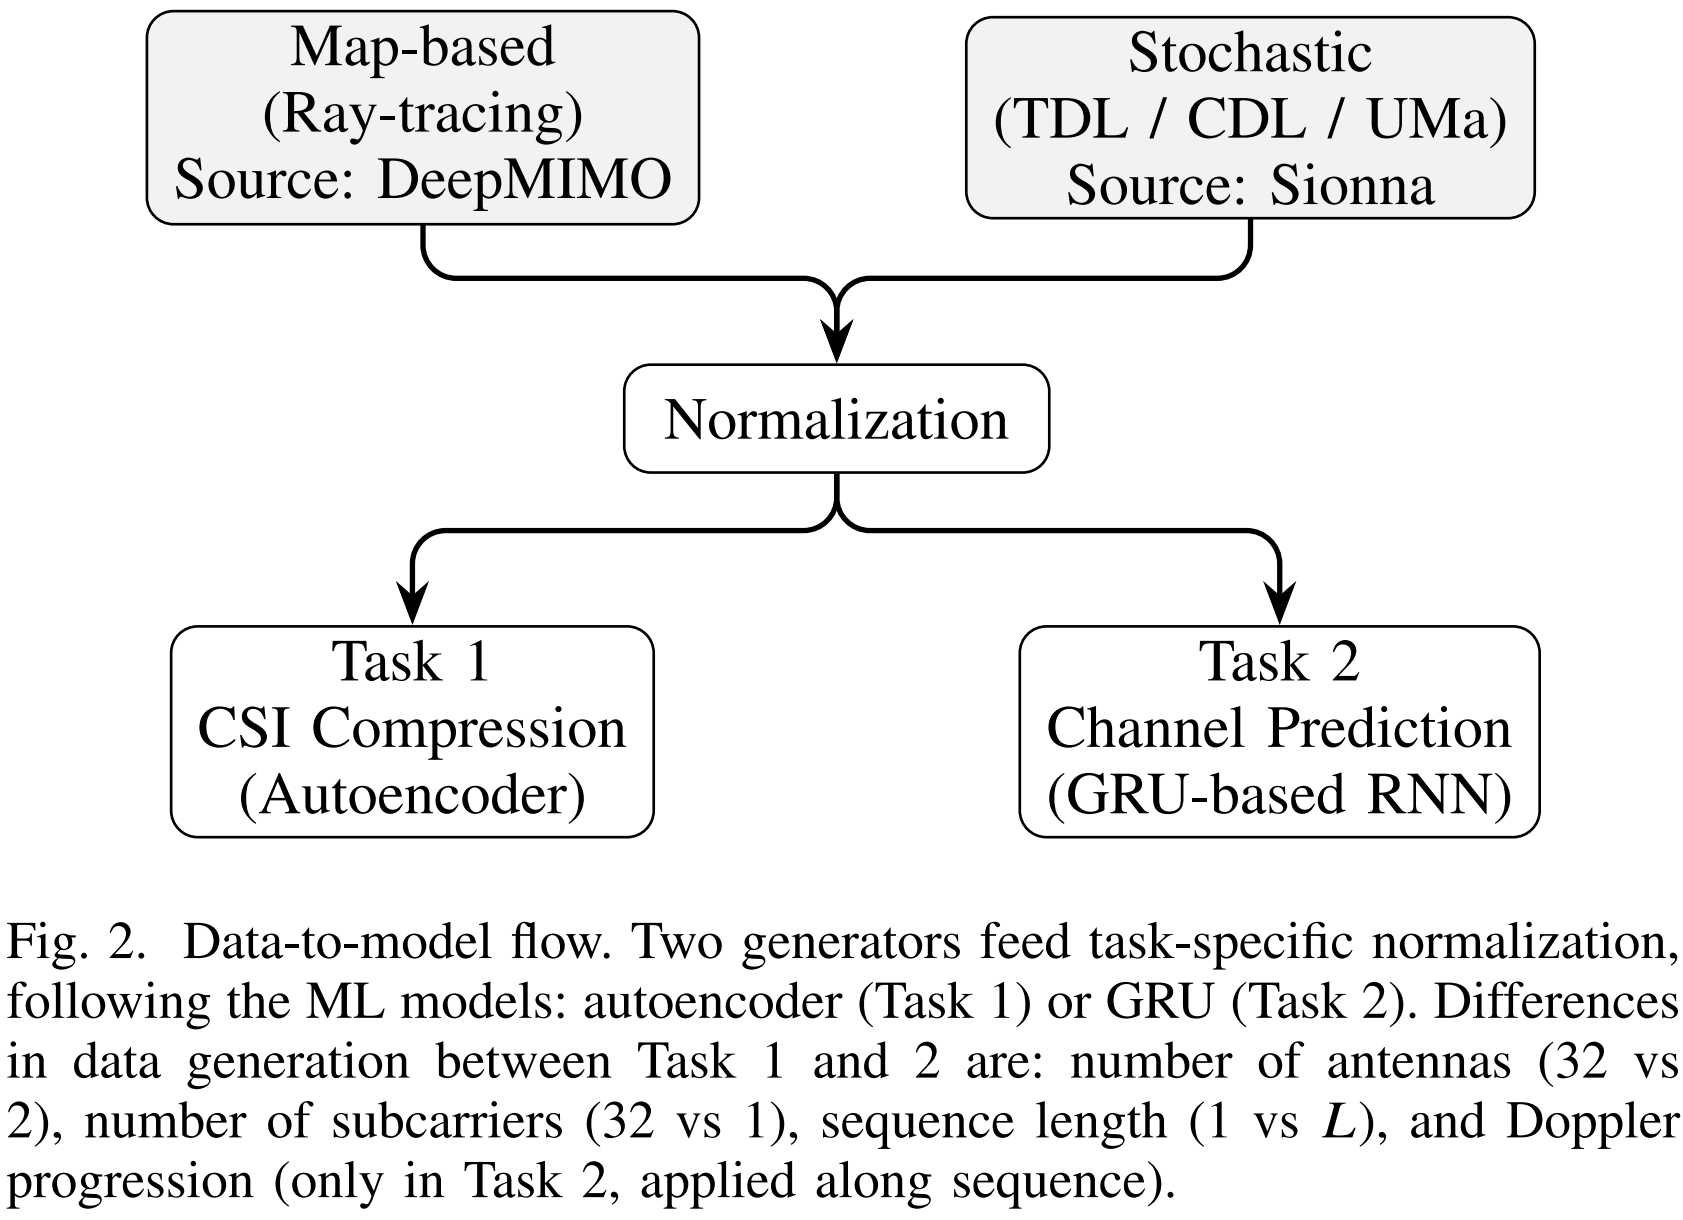 Map-based
(Ray-tracing)
Source: DeepMIMO
Stochastic
(TDL / CDL / UMa)
Source: Sionna
Normalization
Task 1
CSI Compression
(Autoencoder)
Task 2
Channel Prediction
(GRU-based RNN)
Fig. 2. Data-to-model flow. Two generators feed task-specific normalization,
following the ML models: autoencoder (Task 1) or GRU (Task 2). Differences
in data generation between Task 1 and 2 are: number of antennas (32 vs
2), number of subcarriers (32 vs 1), sequence length (1 vs L), and Doppler
progression (only in Task 2, applied along sequence).